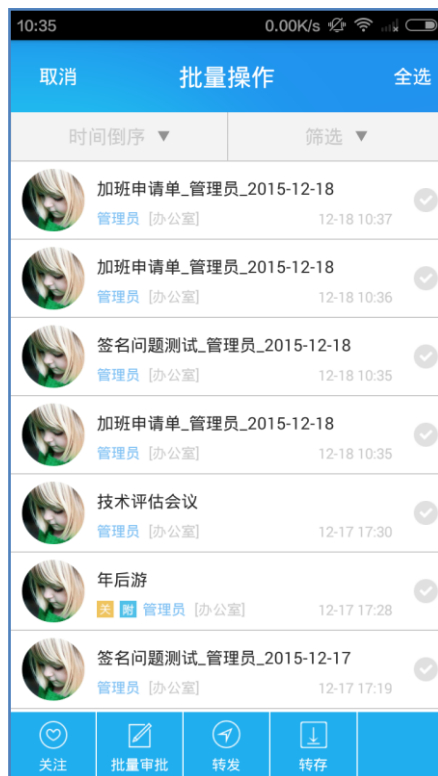 10:35 0.00K/s
取消 批量操作 全选
时间倒序 ▼ 筛选 ▼
加班申请单_管理员_2015-12-18
管理员 [办公室] 12-18 10:37
加班申请单_管理员_2015-12-18
管理员 [办公室] 12-18 10:36
签名问题测试_管理员_2015-12-18
管理员 [办公室] 12-18 10:35
加班申请单_管理员_2015-12-18
管理员 [办公室] 12-18 10:35
技术评估会议
管理员 [办公室] 12-17 17:30
年后游
关 附 管理员 [办公室] 12-17 17:28
签名问题测试_管理员_2015-12-17
管理员 [办公室] 12-17 17:19
关注 批量审批 转发 转存